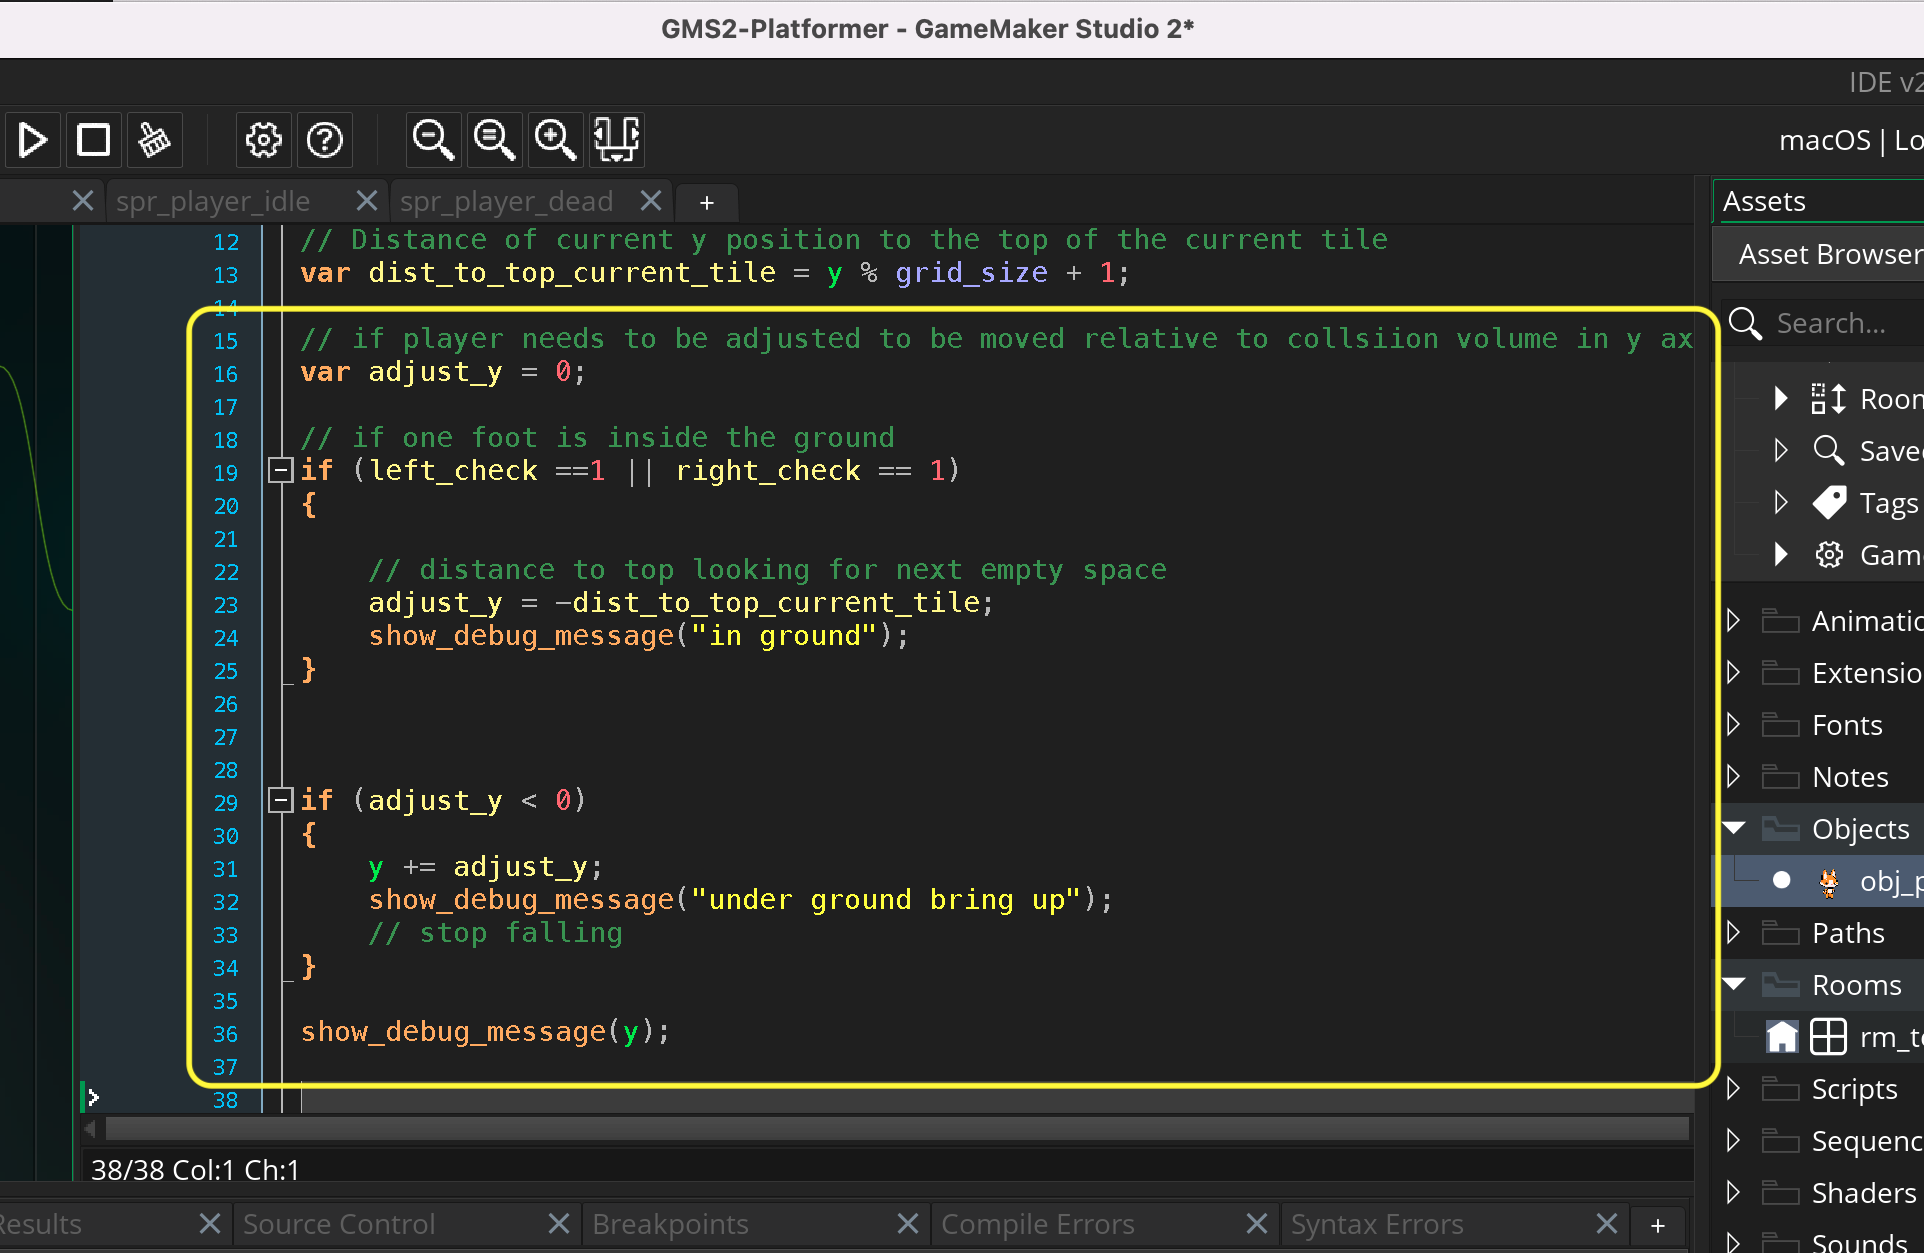 GMS2-Platformer - GameMaker Studio 2*
IDE v2
macOS | Lo
spr_player_idle
spr_player_dead
+
12 // Distance of current y position to the top of the current tile
13 var dist_to_top_current_tile = y % grid_size + 1;
14
15 // if player needs to be adjusted to be moved relative to collsiion volume in y ax
16 var adjust_y = 0;
17
18 // if one foot is inside the ground
19 if (left_check ==1 || right_check == 1)
20 {
21
22 // distance to top looking for next empty space
23 adjust_y = -dist_to_top_current_tile;
24 show_debug_message("in ground");
25 }
26
27
28
29 if (adjust_y < 0)
30 {
31 y += adjust_y;
32 show_debug_message("under ground bring up");
33 // stop falling
34 }
35
36 show_debug_message(y);
37
38
38/38 Col:1 Ch:1
Results
Source Control
Breakpoints
Compile Errors
Syntax Errors
+
Assets
Asset Browser
Search...
Room
Saved
Tags
Gam
Animatio
Extensio
Fonts
Notes
Objects
obj_p
Paths
Rooms
rm_te
Scripts
Sequenc
Shaders
Sounds